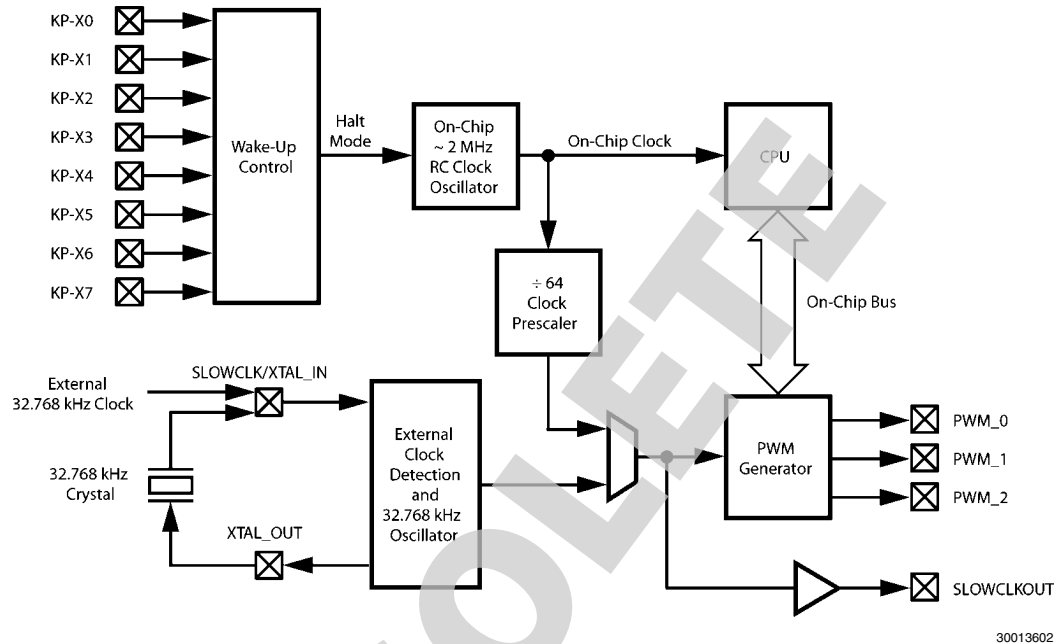 KP-X0
KP-X1
KP-X2
KP-X3
KP-X4
KP-X5
KP-X6
KP-X7
Wake-Up
Control
Halt
Mode
On-Chip
~ 2 MHz
RC Clock
Oscillator
On-Chip Clock
CPU
÷ 64
Clock
Prescaler
On-Chip Bus
External
32.768 kHz Clock
SLOWCLK/XTAL_IN
32.768 kHz
Crystal
XTAL_OUT
External
Clock
Detection
and
32.768 kHz
Oscillator
PWM
Generator
PWM_0
PWM_1
PWM_2
SLOWCLKOUT
30013602
OLETE